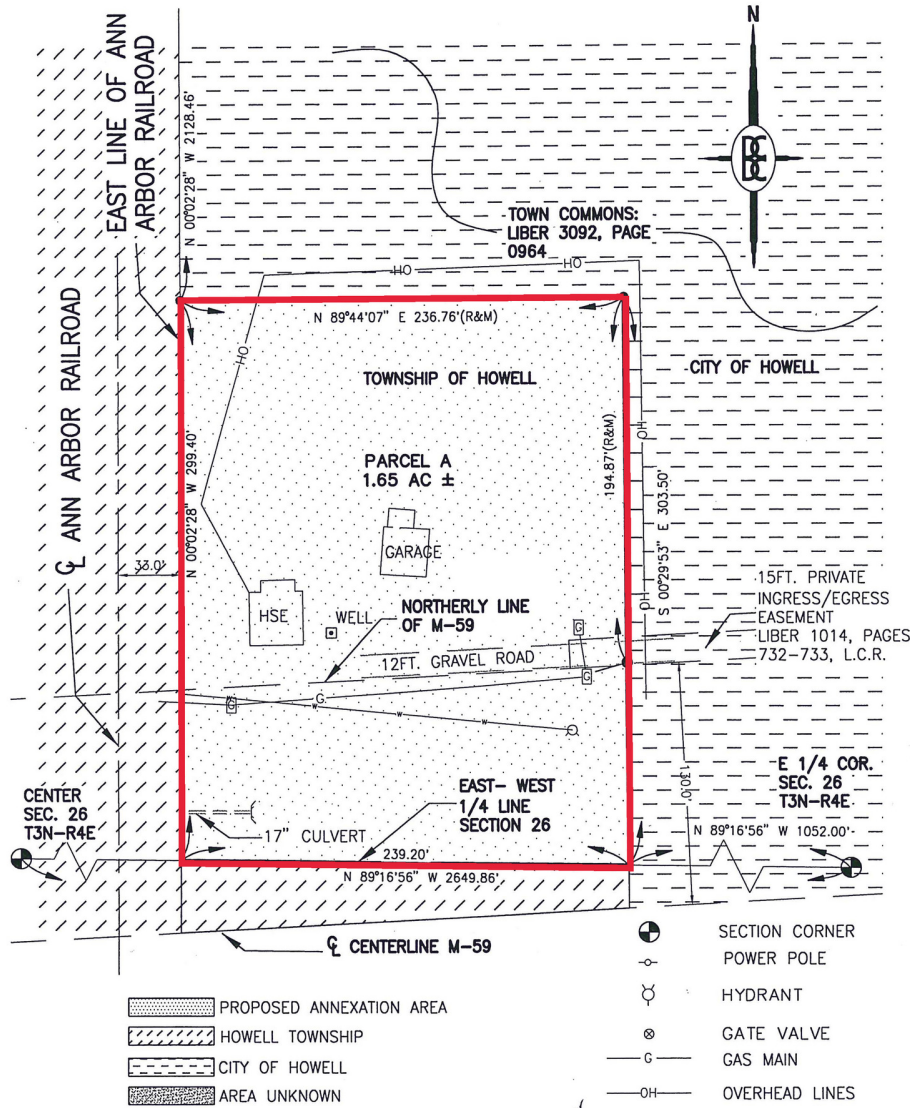 N
EAST LINE OF ANN
ARBOR RAILROAD
N 00°02'28" W 2128.46'
TOWN COMMONS:
LIBER 3092, PAGE
0964
OH
OH
N 89°44'07" E 236.76'(R&M)
OH
TOWNSHIP OF HOWELL
CITY OF HOWELL
℄ ANN ARBOR RAILROAD
N 00°02'28" W 299.40'
PARCEL A
1.65 AC ±
194.87'(R&M)
OH
S 00°29'53" E 303.50'
GARAGE
33.0'
OH
15FT. PRIVATE
INGRESS/EGRESS
EASEMENT
LIBER 1014, PAGES
732-733, L.C.R.
HSE
WELL
NORTHERLY LINE
OF M-59
G
12FT. GRAVEL ROAD
G
G
G
W
W
W
W
130.0'
CENTER
SEC. 26
T3N-R4E
EAST- WEST
1/4 LINE
SECTION 26
E 1/4 COR.
SEC. 26
T3N-R4E
17" CULVERT
N 89°16'56" W 1052.00'
239.20'
N 89°16'56" W 2649.86'
℄ CENTERLINE M-59
SECTION CORNER
POWER POLE
HYDRANT
GATE VALVE
G GAS MAIN
OH OVERHEAD LINES
PROPOSED ANNEXATION AREA
HOWELL TOWNSHIP
CITY OF HOWELL
AREA UNKNOWN